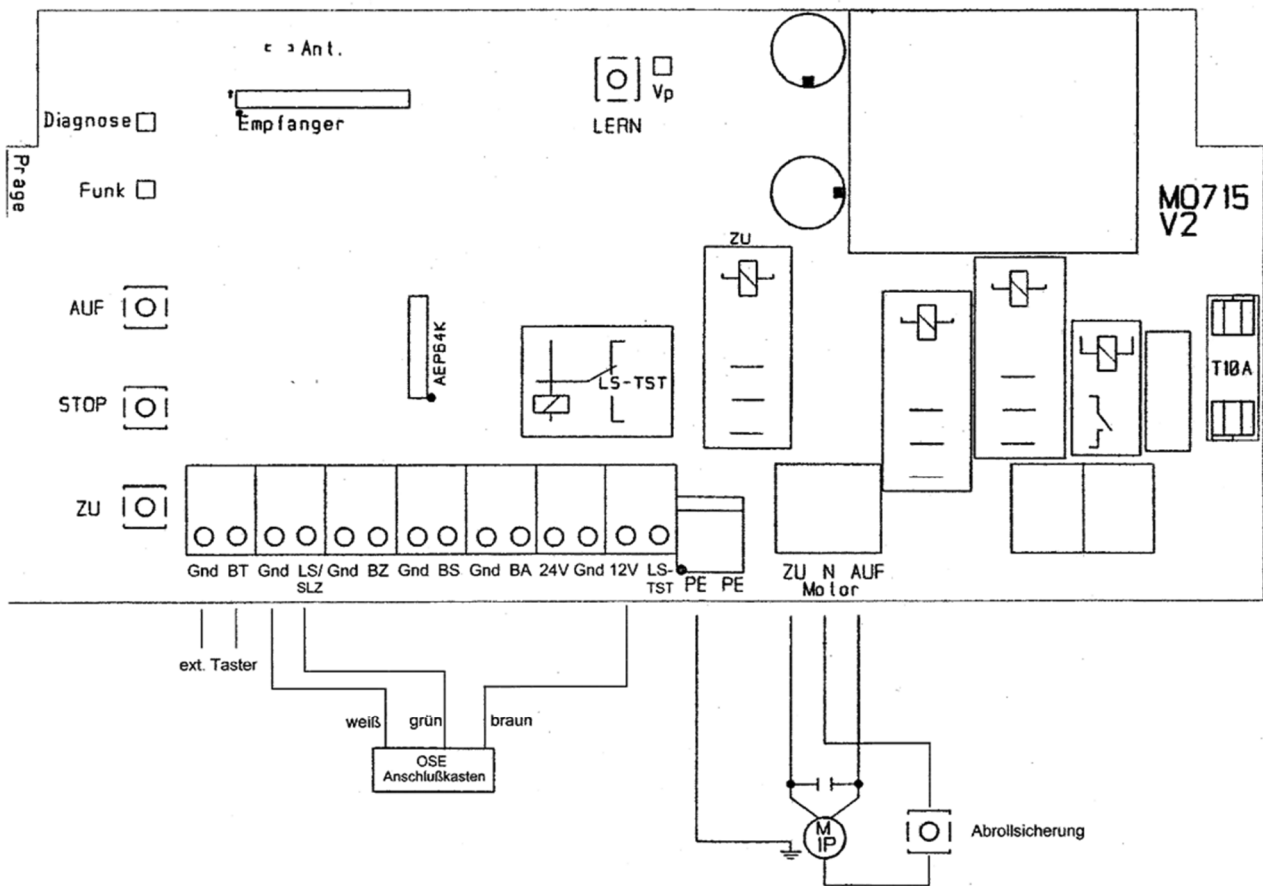 Ant.
Diagnose
Empfanger
Vp
LERN
Prage
Funk
M0715
V2
ZU
AUF
AEP64K
LS-TST
T10A
STOP
ZU
Gnd BT Gnd LS/ Gnd BZ Gnd BS Gnd BA 24V Gnd 12V LS-
SLZ TST
PE PE
ZU N AUF
Motor
ext. Taster
weiß grün braun
OSE
Anschlußkasten
M
1P
Abrollsicherung